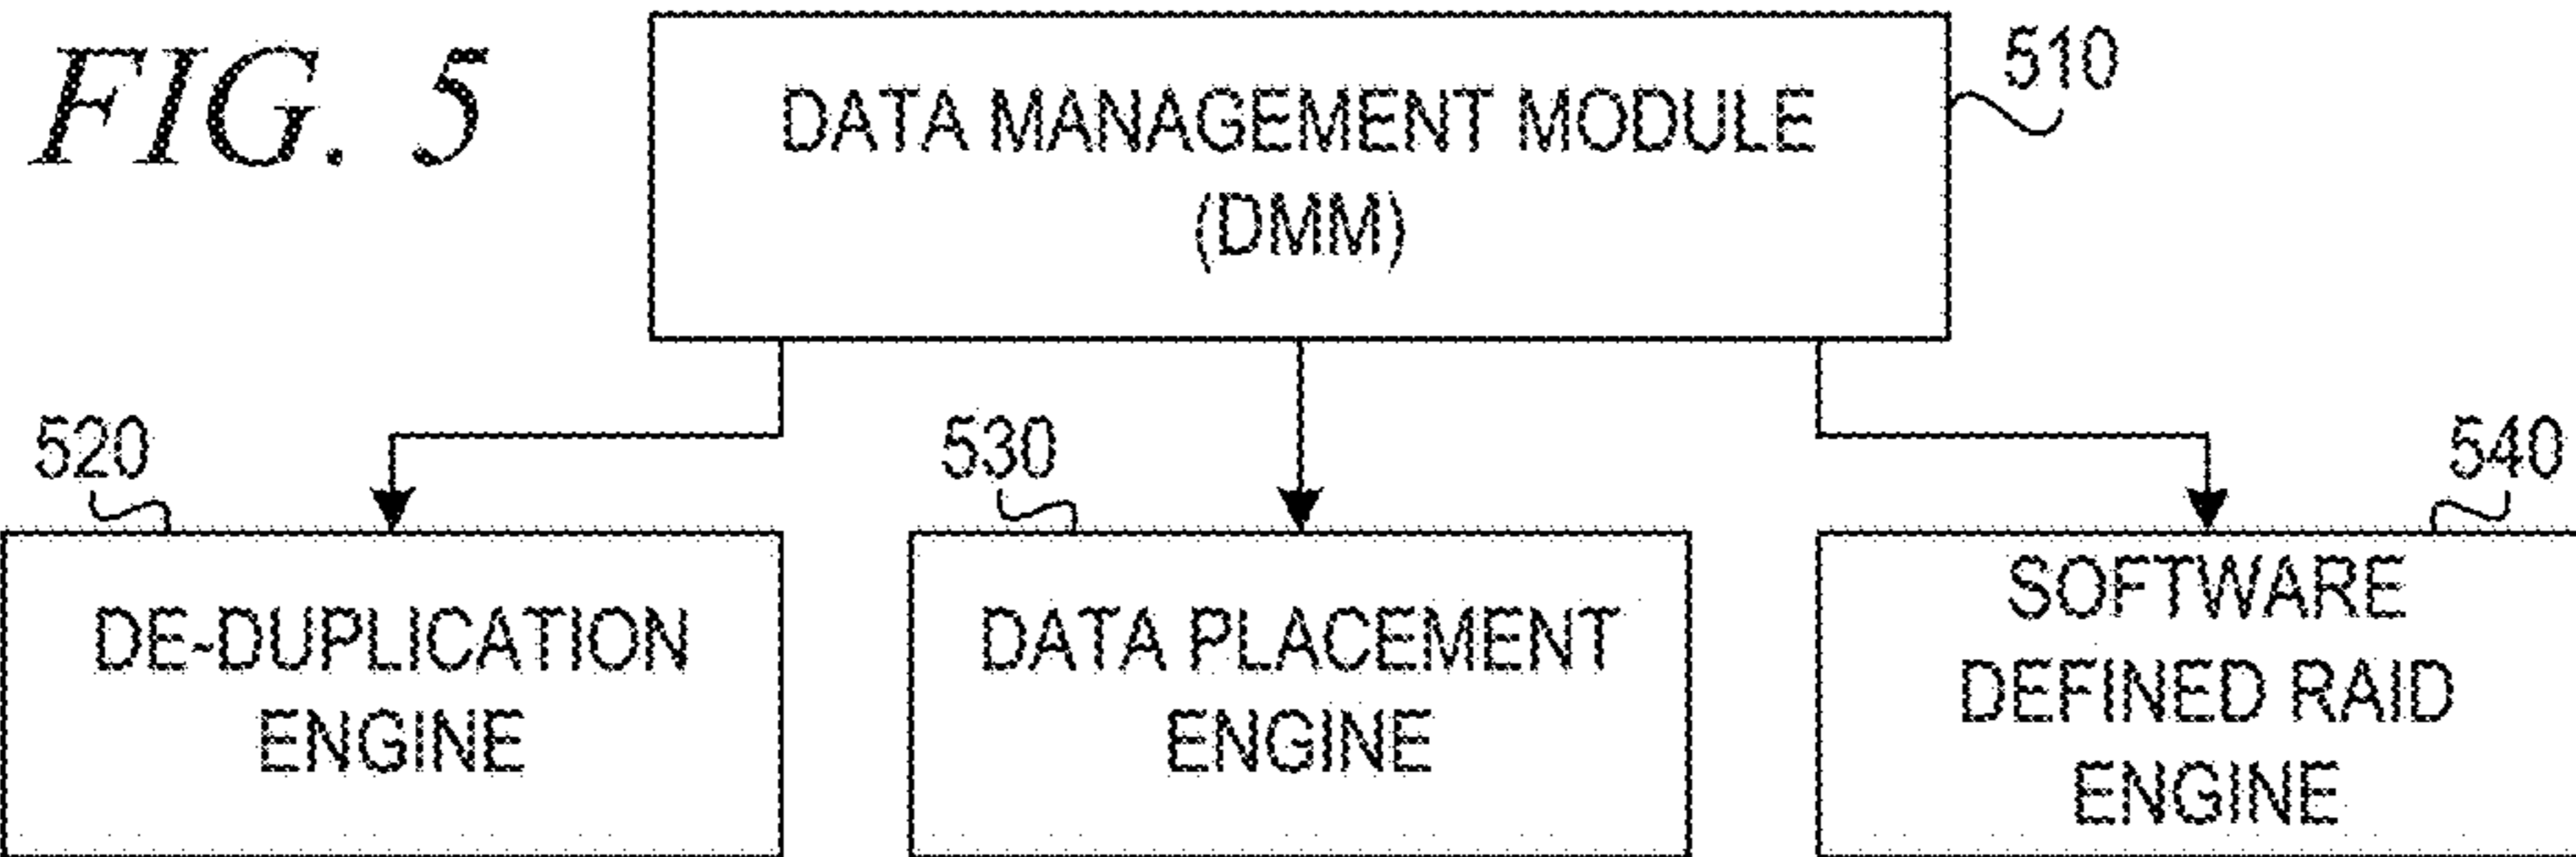 FIG. 5
DATA MANAGEMENT MODULE
(DMM)
510
520
530
540
DE-DUPLICATION
ENGINE
DATA PLACEMENT
ENGINE
SOFTWARE
DEFINED RAID
ENGINE